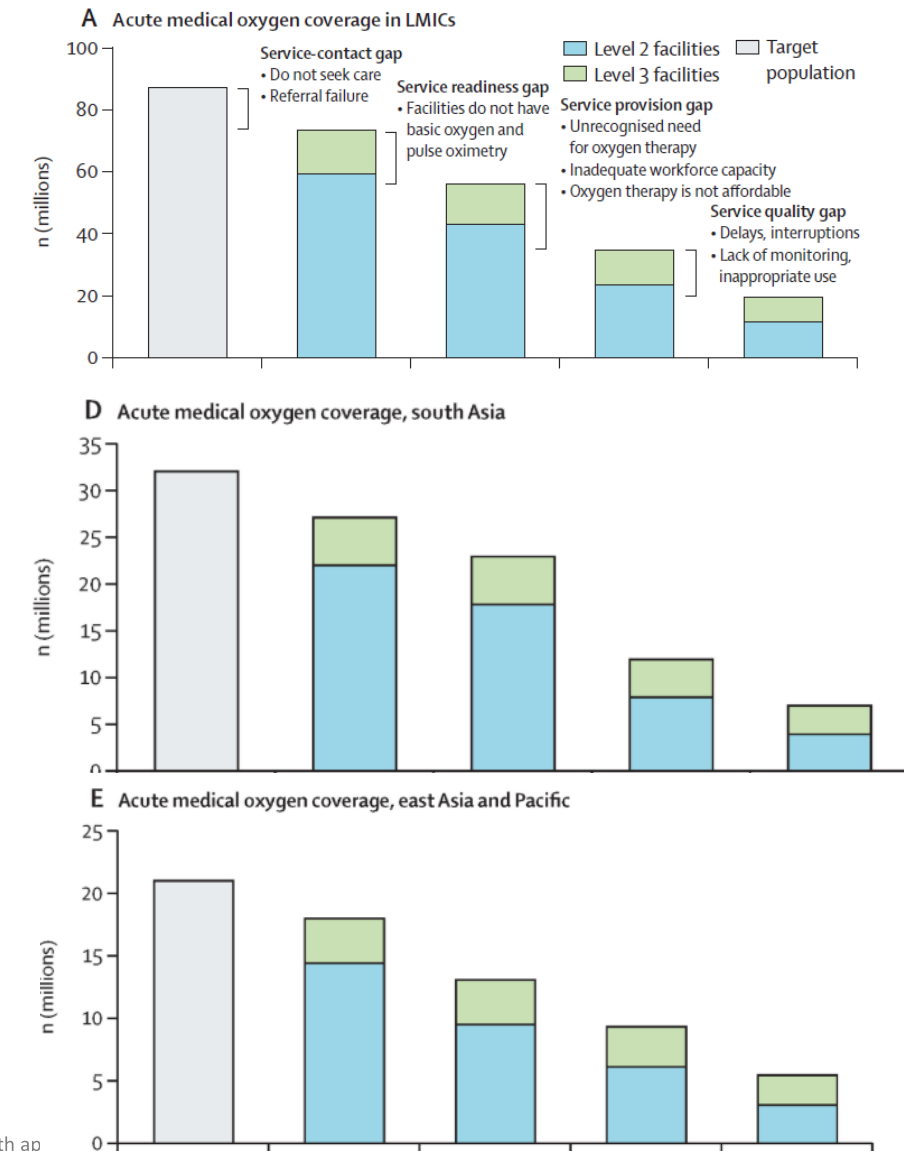 A Acute medical oxygen coverage in LMICs
Service-contact gap
• Do not seek care
• Referral failure
Service readiness gap
• Facilities do not have
basic oxygen and
pulse oximetry
Level 2 facilities
Level 3 facilities
Target
population
Service provision gap
• Unrecognised need
for oxygen therapy
• Inadequate workforce capacity
• Oxygen therapy is not affordable
Service quality gap
• Delays, interruptions
• Lack of monitoring,
inappropriate use
n (millions)
100
80
60
40
20
0
D Acute medical oxygen coverage, south Asia
n (millions)
35
30
25
20
15
10
5
0
E Acute medical oxygen coverage, east Asia and Pacific
n (millions)
25
20
15
10
5
0
th ap